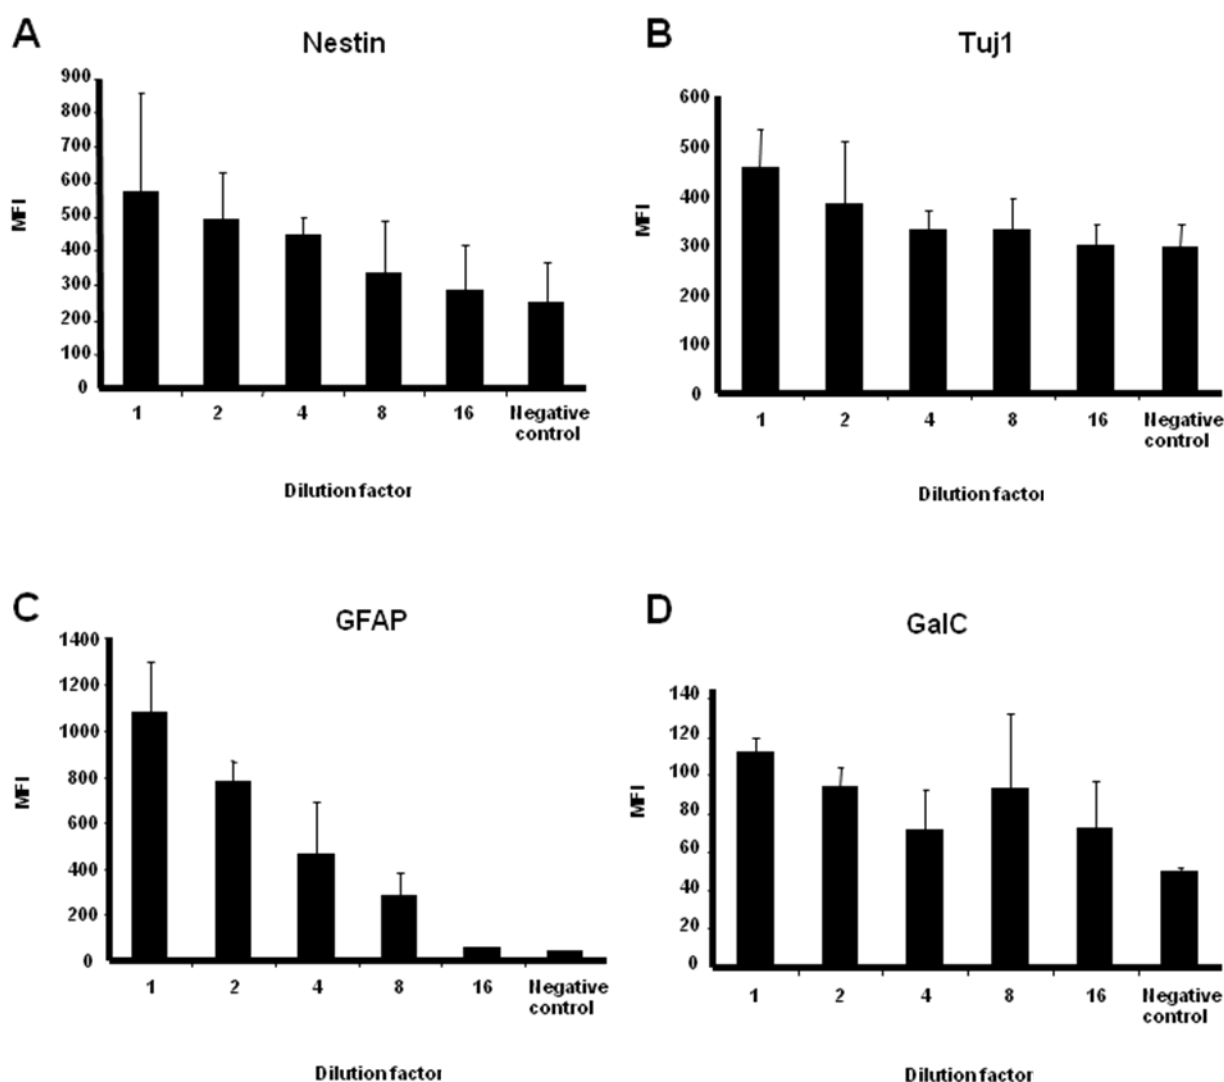 A
Nestin
900
800
700
600
500
400
300
200
100
0
MFI
1 2 4 8 16 Negative
control
Dilution factor
B
Tuj1
600
500
400
300
200
100
0
MFI
1 2 4 8 16 Negative
control
Dilution factor
C
GFAP
1400
1200
1000
800
600
400
200
0
MFI
1 2 4 8 16 Negative
control
Dilution factor
D
GalC
140
120
100
80
60
40
20
0
MFI
1 2 4 8 16 Negative
control
Dilution factor